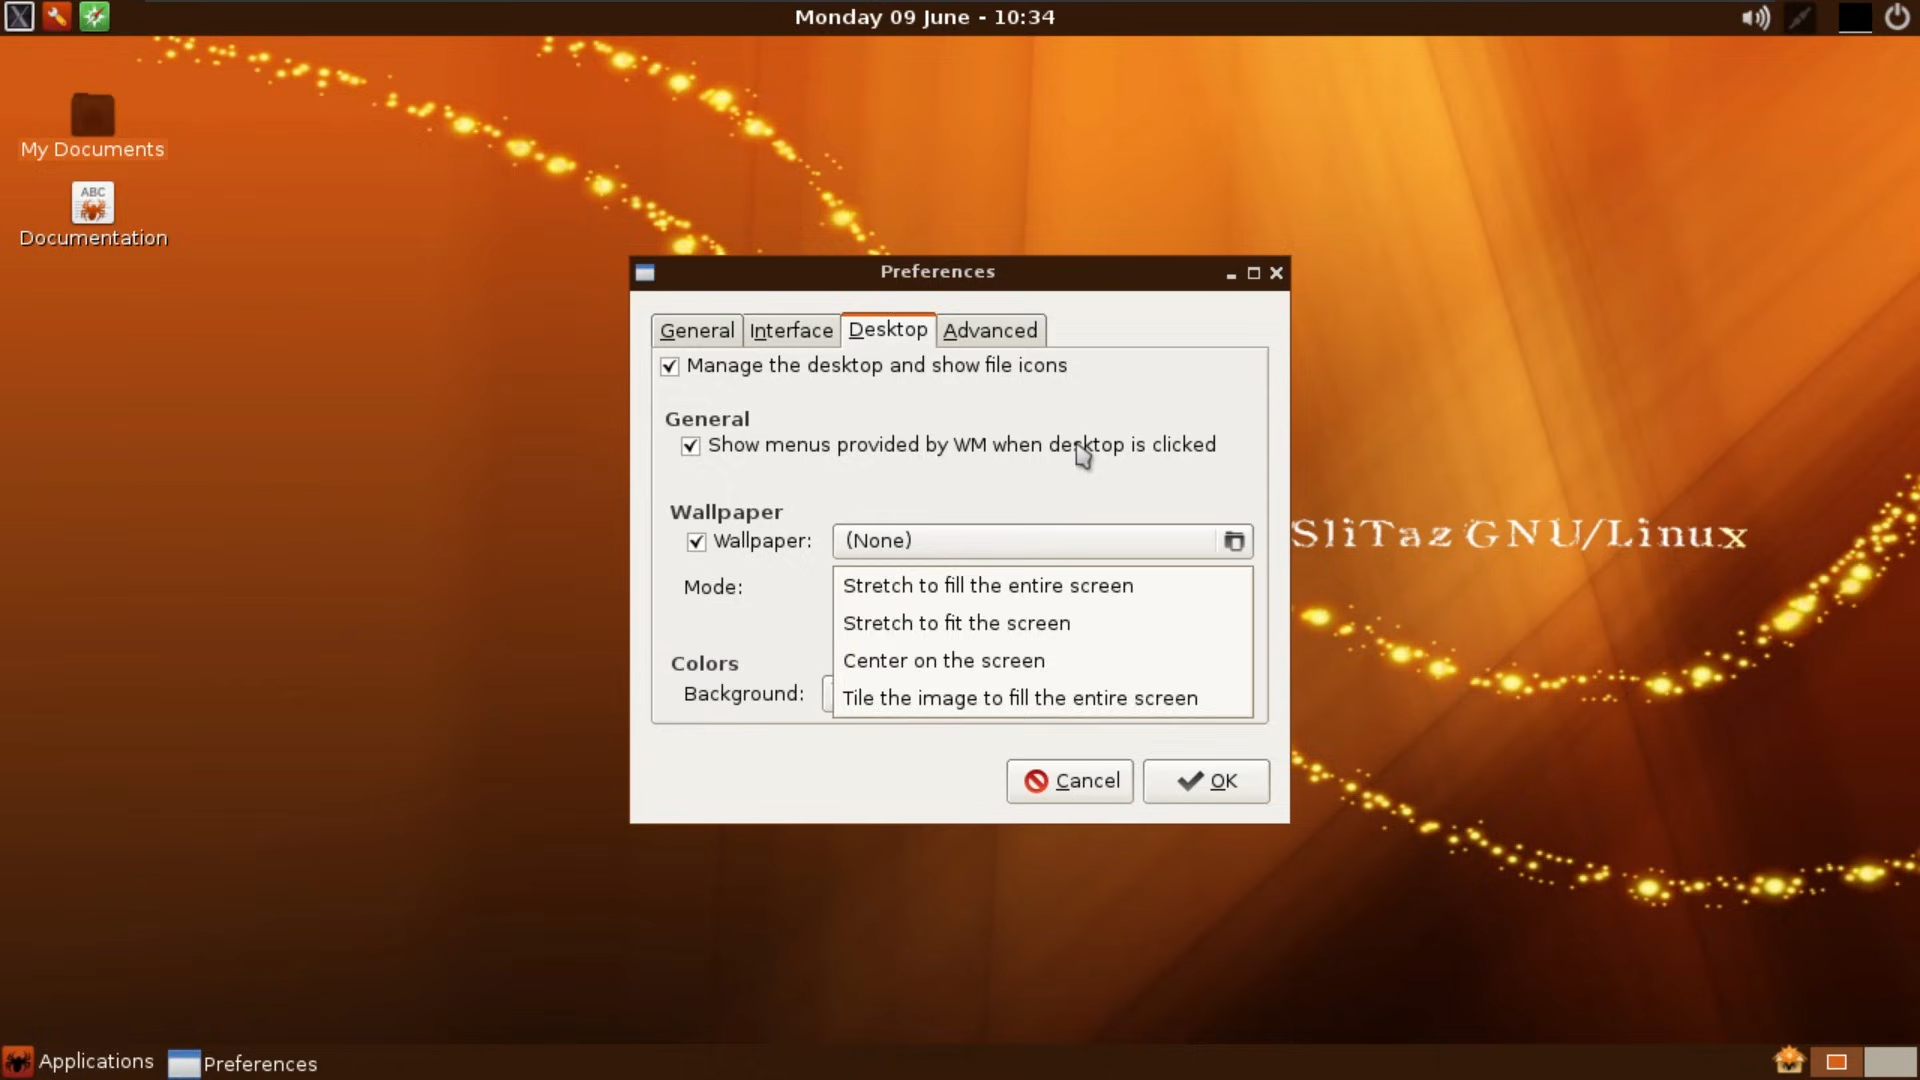 Monday 09 June - 10:34
My Documents
ABC
Documentation
Preferences
General Interface Desktop Advanced
Manage the desktop and show file icons
General
Show menus provided by WM when desktop is clicked
Wallpaper
Wallpaper: (None)
Mode:
Stretch to fill the entire screen
Stretch to fit the screen
Center on the screen
Tile the image to fill the entire screen
Colors
Background:
Cancel OK
SliTaz GNU/Linux
Applications Preferences